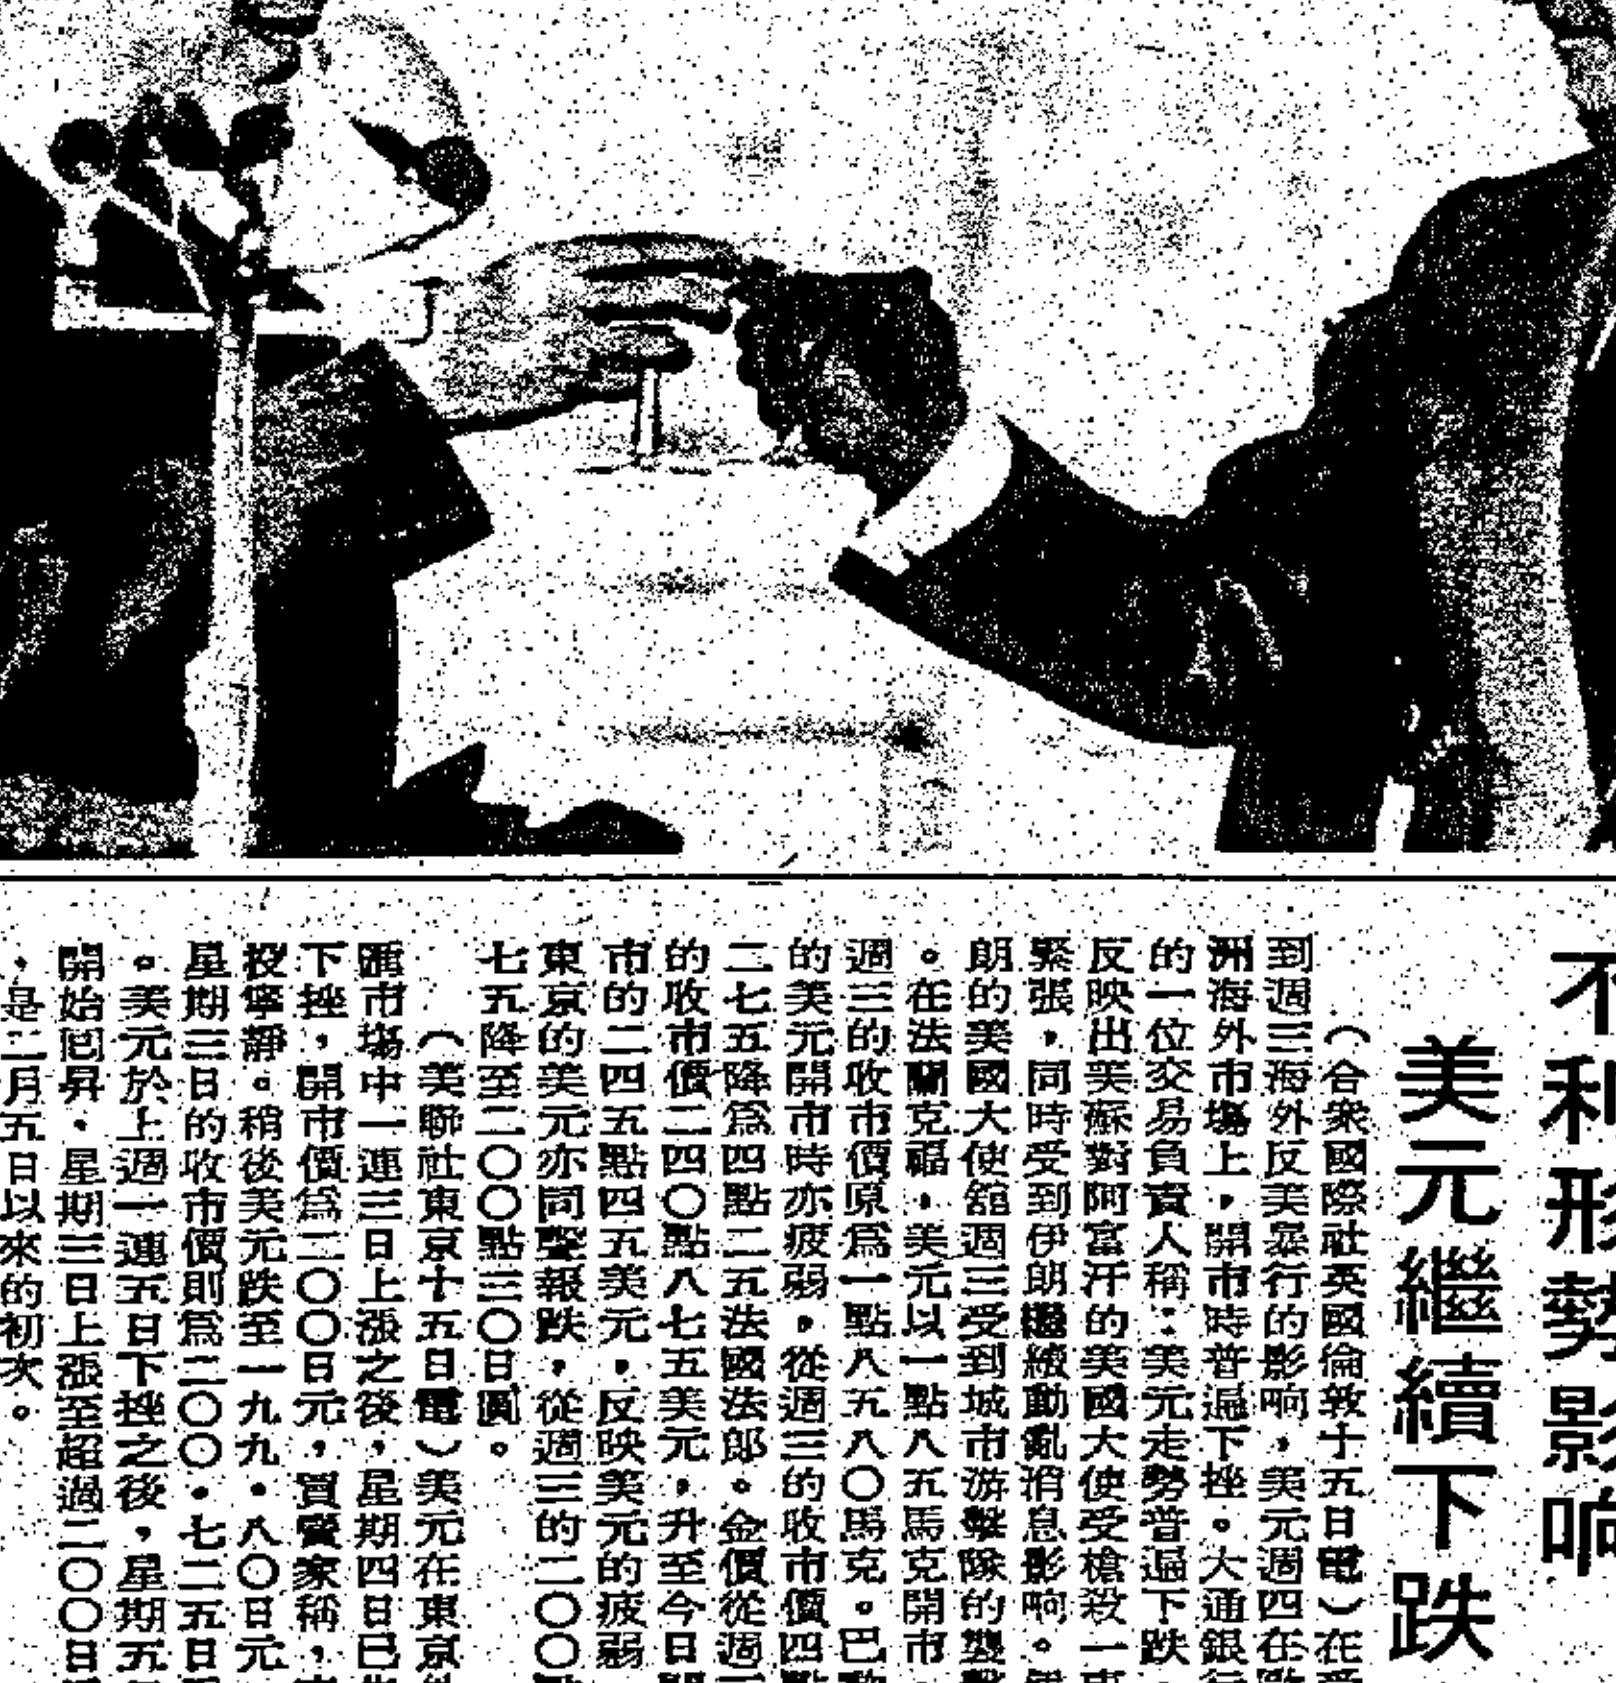 不利形勢影响
美元繼續下跌
（合衆國際社英國倫敦十五日電）在受
到週三海外反美暴行的影响，美元週四在歐
洲海外市場上，開市時普遍下挫。大通銀行
的一位交易負責人稱：美元走勢普遍下跌，
反映出美蘇對阿富汗的美國大使受槍殺一事
緊張，同時受到伊朗繼續動亂消息影响。伊
朗的美國大使舘週三受到城市游擊隊的襲擊
。在法蘭克福，美元以一點八五馬克開市
週三的收市價原爲一點八五八〇馬克。巴黎
的美元開市時亦疲弱，從週三的收市價四點
二七五降爲四點二五法國法郎。金價從週三
的收市價二四〇點八七五美元，升至今日開
市的二四五點四五美元，反映美元的疲弱
東京的美元亦同聲報跌，從週三的二〇〇點
七五降至二〇〇點三〇日圓。
（美聯社東京十五日電）美元在東京外
匯市場中一連三日上漲之後，星期四日已告
下挫，開市價爲二〇〇日元，買賣家稱，市
投寧靜。稍後美元跌至一九九・八〇日元
星期三日的收市價則爲二〇〇・七二五日元
。美元於上週一連五日下挫之後，星期五
開始回昇，星期三日上漲至超過二〇〇日
，是二月五日以來的初次。